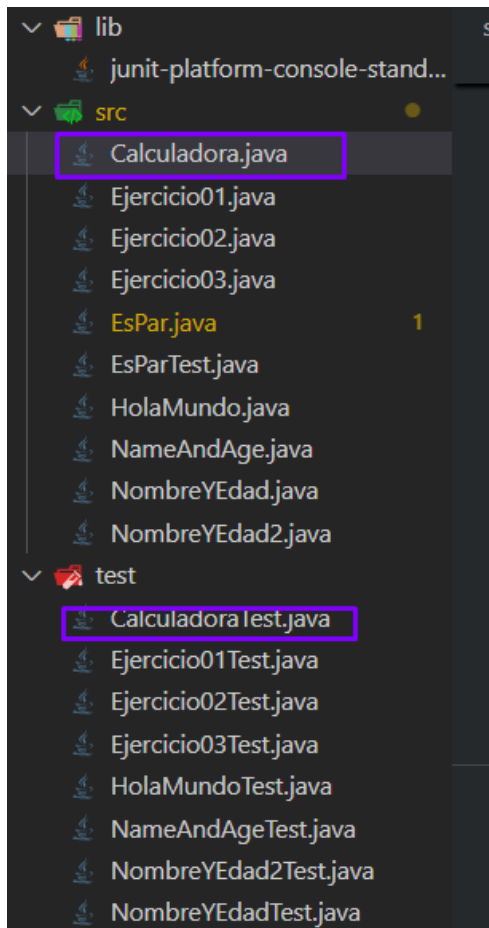 lib
junit-platform-console-stand...
src
Calculadora.java
Ejercicio01.java
Ejercicio02.java
Ejercicio03.java
EsPar.java 1
EsParTest.java
HolaMundo.java
NameAndAge.java
NombreYEdad.java
NombreYEdad2.java
test
CalculadoraTest.java
Ejercicio01Test.java
Ejercicio02Test.java
Ejercicio03Test.java
HolaMundoTest.java
NameAndAgeTest.java
NombreYEdad2Test.java
NombreYEdadTest.java